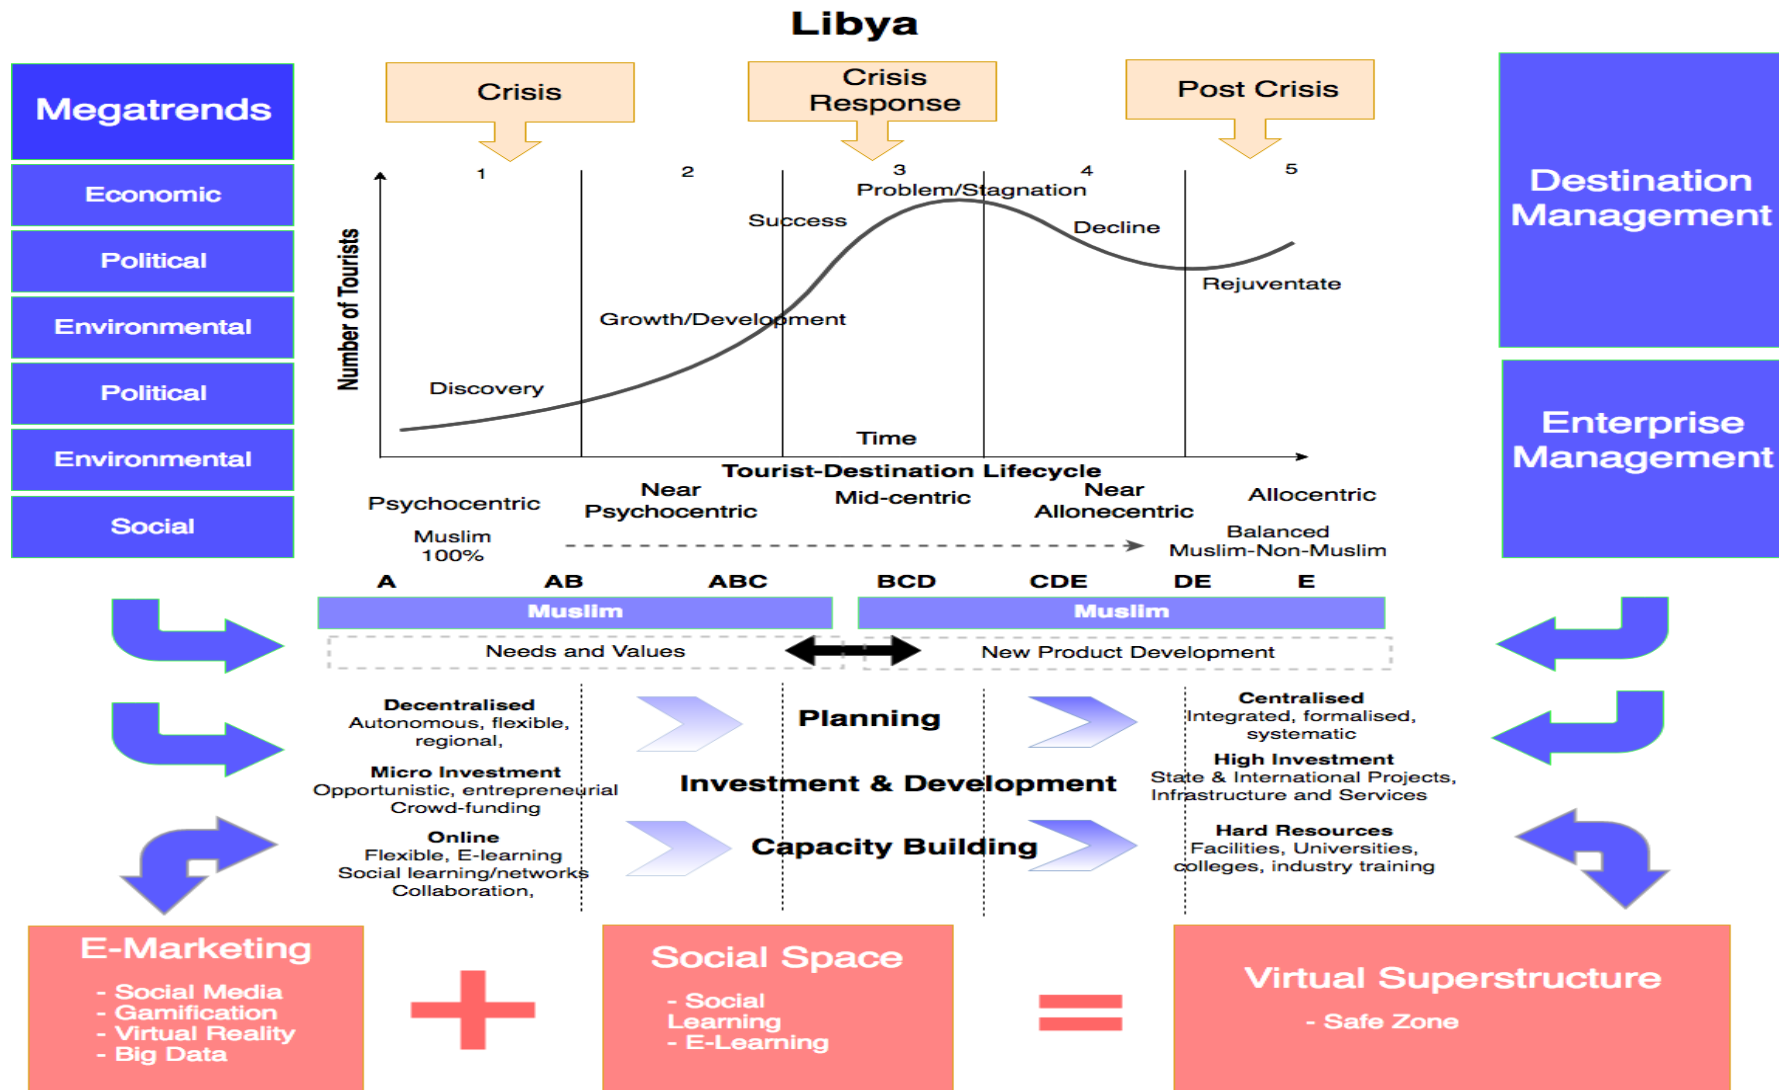 Libya
Megatrends
Economic
Political
Environmental
Political
Environmental
Social
Crisis
Crisis
Response
Post Crisis
1
2
3
4
5
Problem/Stagnation
Success
Decline
Rejuventate
Growth/Development
Discovery
Number of Tourists
Time
Tourist-Destination Lifecycle
Destination
Management
Enterprise
Management
Psychocentric
Near
Psychocentric
Mid-centric
Near
Allonecentric
Allocentric
Muslim
100%
Balanced
Muslim-Non-Muslim
A
AB
ABC
BCD
CDE
DE
E
Muslim
Muslim
Needs and Values
New Product Development
Decentralised
Autonomous, flexible,
regional,
Planning
Centralised
Integrated, formalised,
systematic
Micro Investment
Opportunistic, entrepreneurial
Crowd-funding
Investment & Development
High Investment
State & International Projects,
Infrastructure and Services
Online
Flexible, E-learning
Social learning/networks
Collaboration,
Capacity Building
Hard Resources
Facilities, Universities,
colleges, industry training
E-Marketing
- Social Media
- Gamification
- Virtual Reality
- Big Data
+
Social Space
- Social
Learning
- E-Learning
=
Virtual Superstructure
- Safe Zone